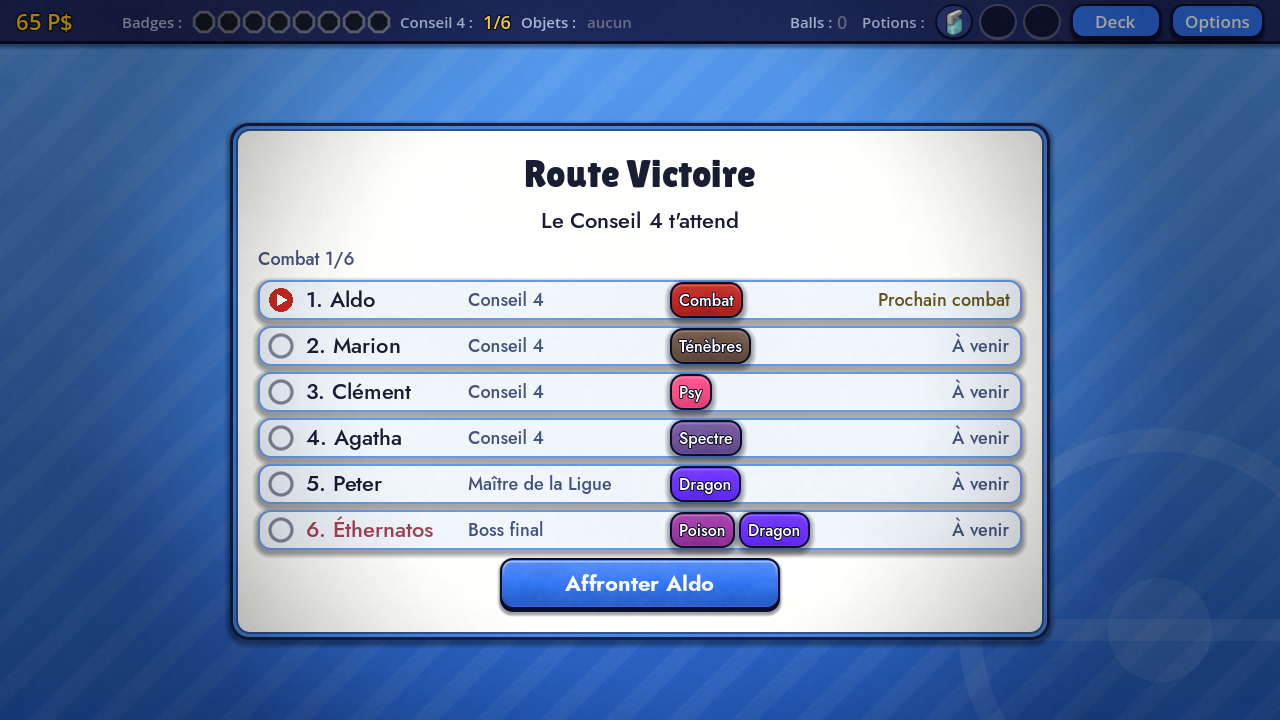 65 P$ Badges : Conseil 4 : 1/6 Objets : aucun Balls : 0 Potions : Deck Options
Route Victoire
Le Conseil 4 t'attend
Combat 1/6
1. Aldo Conseil 4 Combat Prochain combat
2. Marion Conseil 4 Ténèbres À venir
3. Clément Conseil 4 Psy À venir
4. Agatha Conseil 4 Spectre À venir
5. Peter Maître de la Ligue Dragon À venir
6. Éthernatos Boss final Poison Dragon À venir
Affronter Aldo